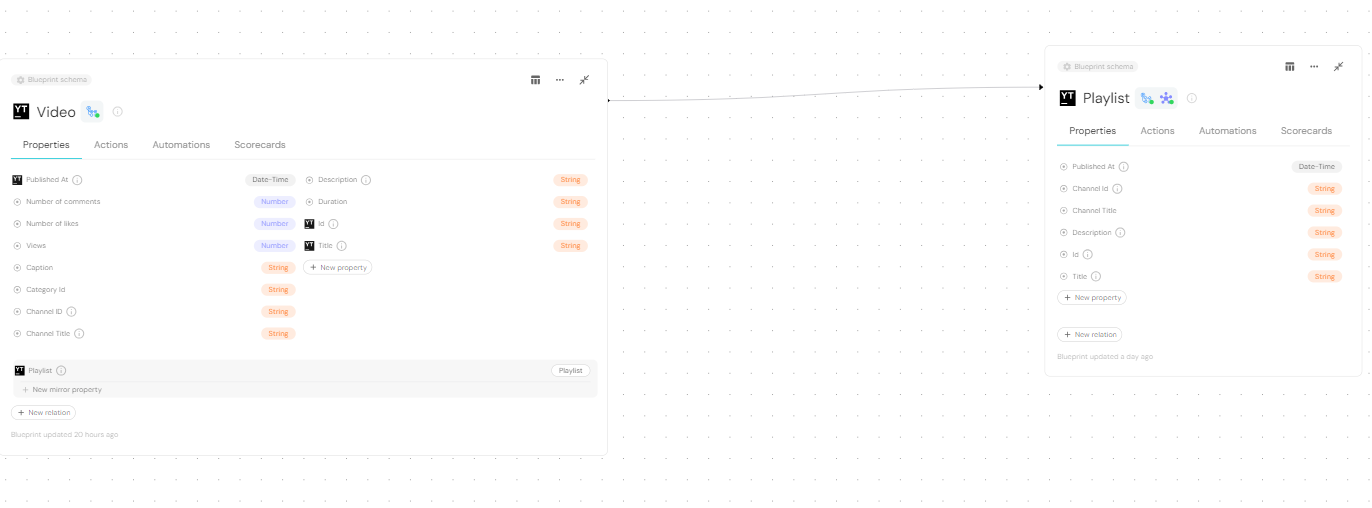 Blueprint schema
YT Video
Properties Actions Automations Scorecards
YT Published At Date-Time
Number of comments Number
Number of likes Number
Views Number
Caption String
Category Id String
Channel ID String
Channel Title String
Description String
Duration String
YT Id String
YT Title String
+ New property
YT Playlist Playlist
+ New mirror property
+ New relation
Blueprint updated 20 hours ago
Blueprint schema
YT Playlist
Properties Actions Automations Scorecards
Published At Date-Time
Channel Id String
Channel Title String
Description String
Id String
Title String
+ New property
+ New relation
Blueprint updated a day ago